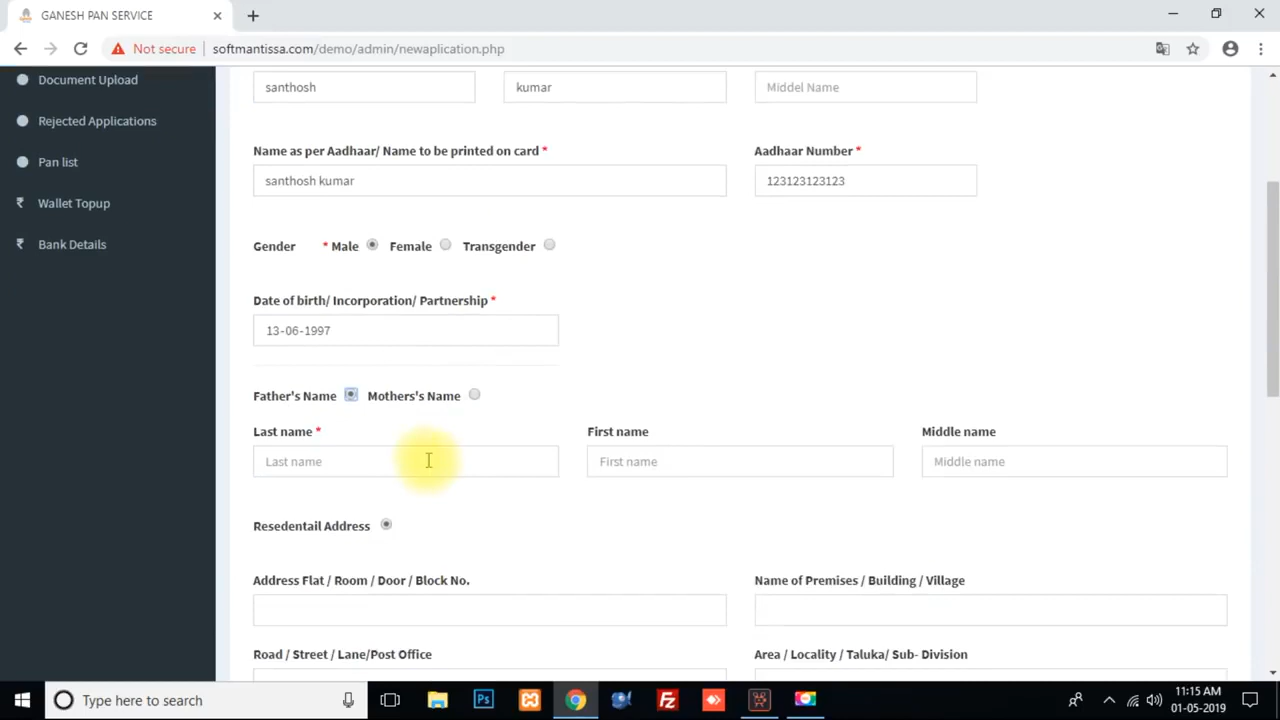 GANESH PAN SERVICE
Not secure softmantissa.com/demo/admin/newaplication.php
Document Upload
Rejected Applications
Pan list
₹ Wallet Topup
₹ Bank Details
santhosh kumar Middel Name
Name as per Aadhaar/ Name to be printed on card * Aadhaar Number *
santhosh kumar 123123123123
Gender * Male Female Transgender
Date of birth/ Incorporation/ Partnership *
13-06-1997
Father's Name Mothers's Name
Last name * First name Middle name
Last name First name Middle name
Resedentail Address
Address Flat / Room / Door / Block No. Name of Premises / Building / Village
Road / Street / Lane/Post Office Area / Locality / Taluka/ Sub- Division
Type here to search Ps Fz 11:15 AM
01-05-2019